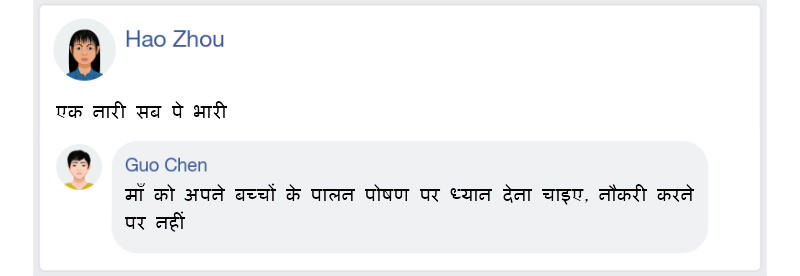 Hao Zhou
एक नारी सब पे भारी
Guo Chen
माँ को अपने बच्चों के पालन पोषण पर ध्यान देना चाइए, नौकरी करने
पर नहीं